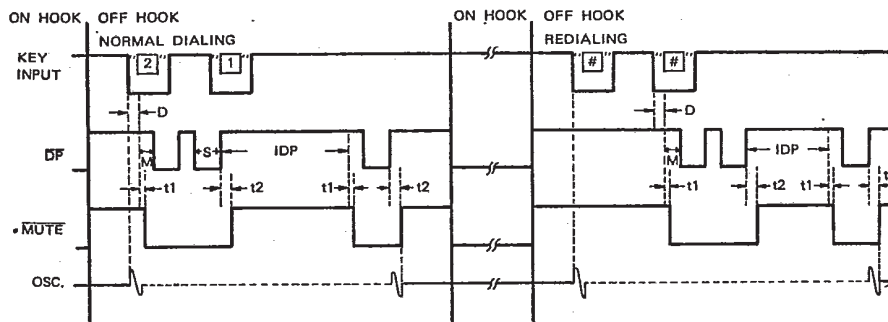 ON HOOK OFF HOOK ON HOOK OFF HOOK
NORMAL DIALING REDIALING
KEY INPUT 2 1 # #
D D
DP M S IDP M IDP
t1 t2 t1 t2 t1 t2 t1 t
MUTE
OSC.